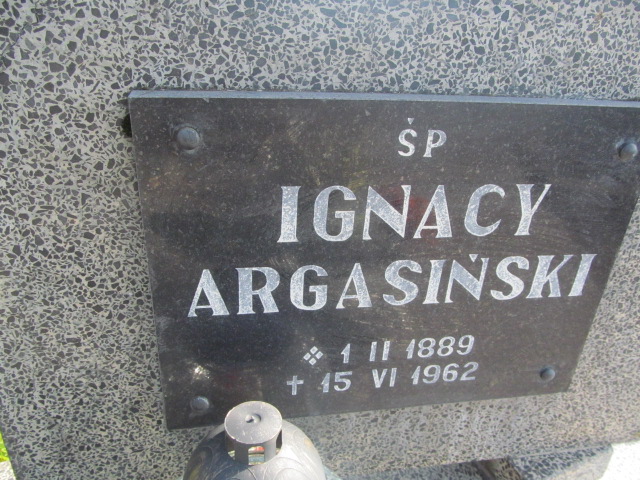 ŚP
IGNACY
ARGASIŃSKI
❖ 1 II 1889
✝ 15 VI 1962